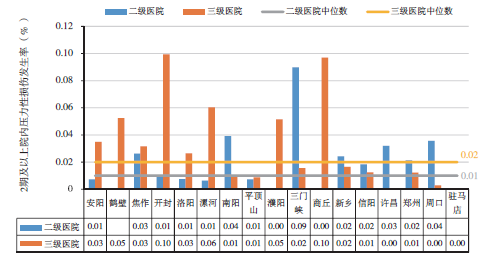 二级医院 三级医院 二级医院中位数 三级医院中位数
2期及以上院内压力性损伤发生率（%）
0.12
0.10
0.08
0.06
0.04
0.02
0
0.02
0.01
安阳 鹤壁 焦作 开封 洛阳 漯河 南阳 平顶山 濮阳 三门峡 商丘 新乡 信阳 许昌 郑州 周口 驻马店
二级医院 0.01 0.03 0.01 0.01 0.01 0.04 0.01 0.00 0.09 0.00 0.02 0.02 0.03 0.02 0.04
三级医院 0.03 0.05 0.03 0.10 0.03 0.06 0.01 0.01 0.05 0.02 0.10 0.02 0.01 0.00 0.01 0.00 0.00